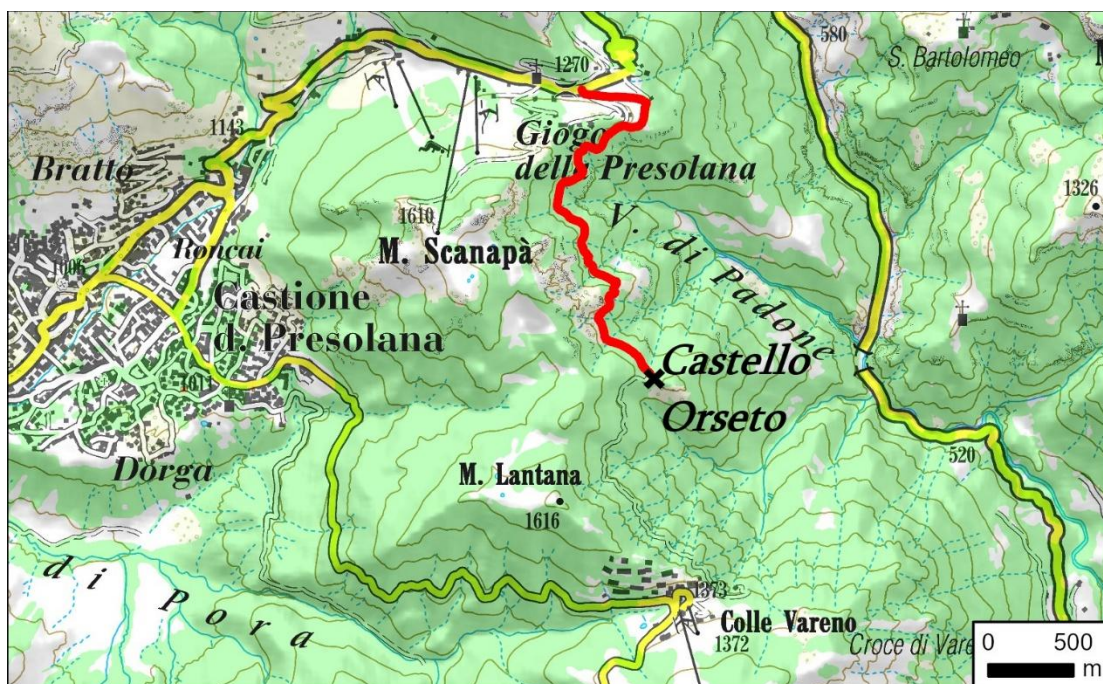 580
S. Bartolomeo
1270
1143
Giogo
della Presolana
Bratto
1326
1610
M. Scanapà
V. di Padone
Roncai
Castione
d. Presolana
1011
Castello
Orseto
Dorga
M. Lantana
1616
520
di Pora
1373
Colle Vareno
1372
Croce di Vare
0 500
m